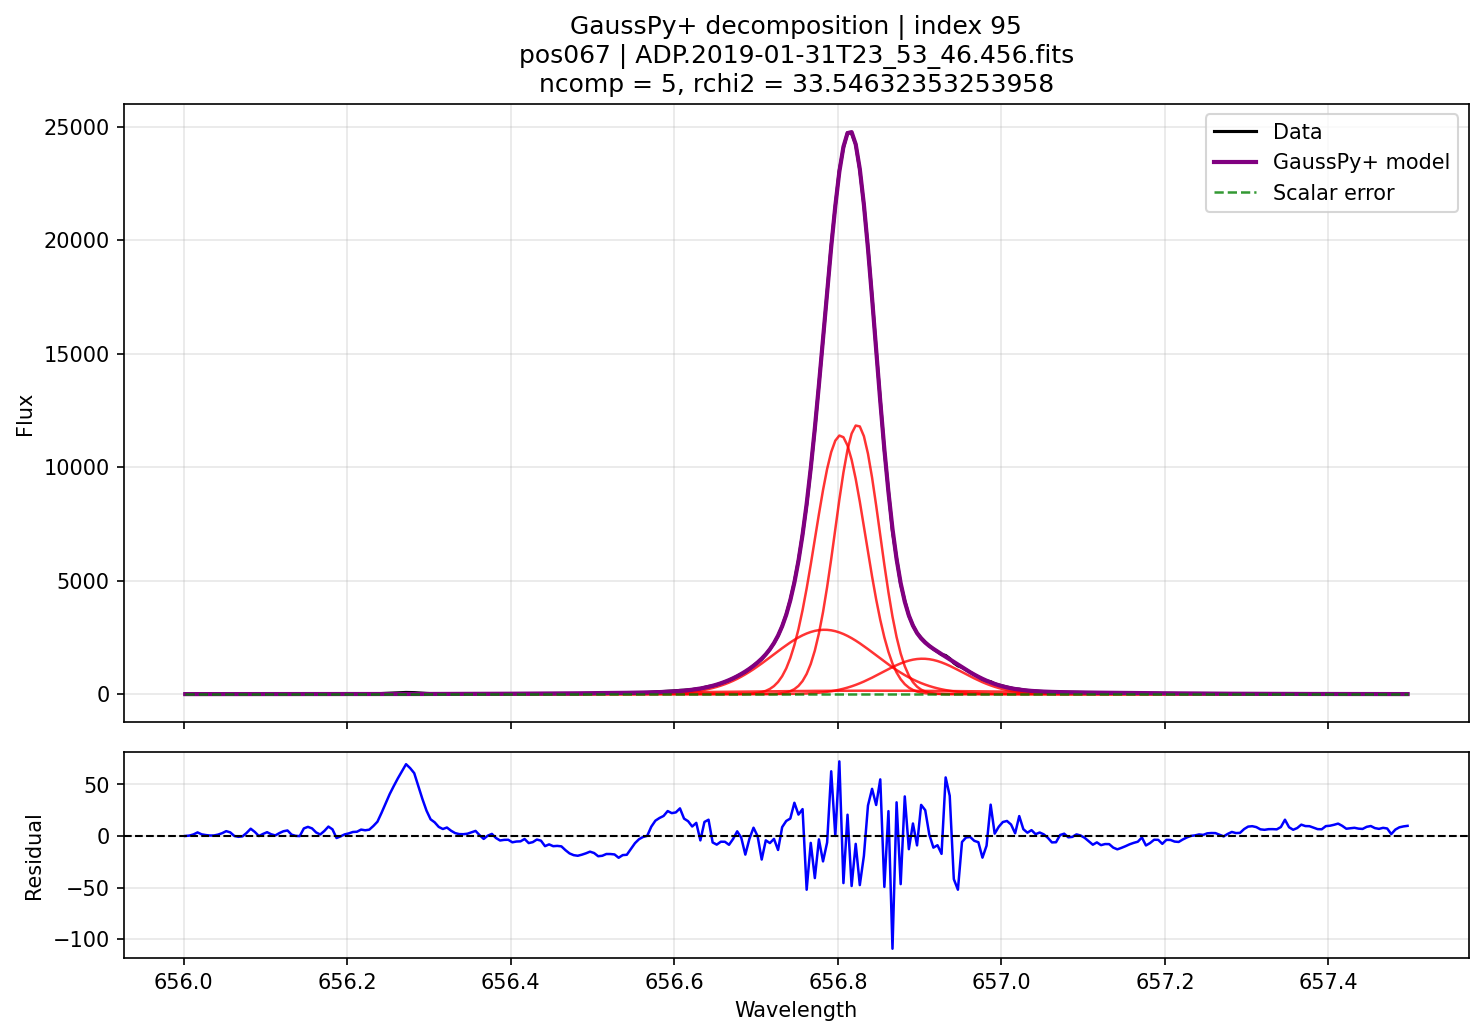 GaussPy+ decomposition | index 95
pos067 | ADP.2019-01-31T23_53_46.456.fits
ncomp = 5, rchi2 = 33.54632353253958
Data
GaussPy+ model
Scalar error
25000
20000
15000
10000
5000
0
Flux
50
0
−50
−100
Residual
656.0 656.2 656.4 656.6 656.8 657.0 657.2 657.4
Wavelength